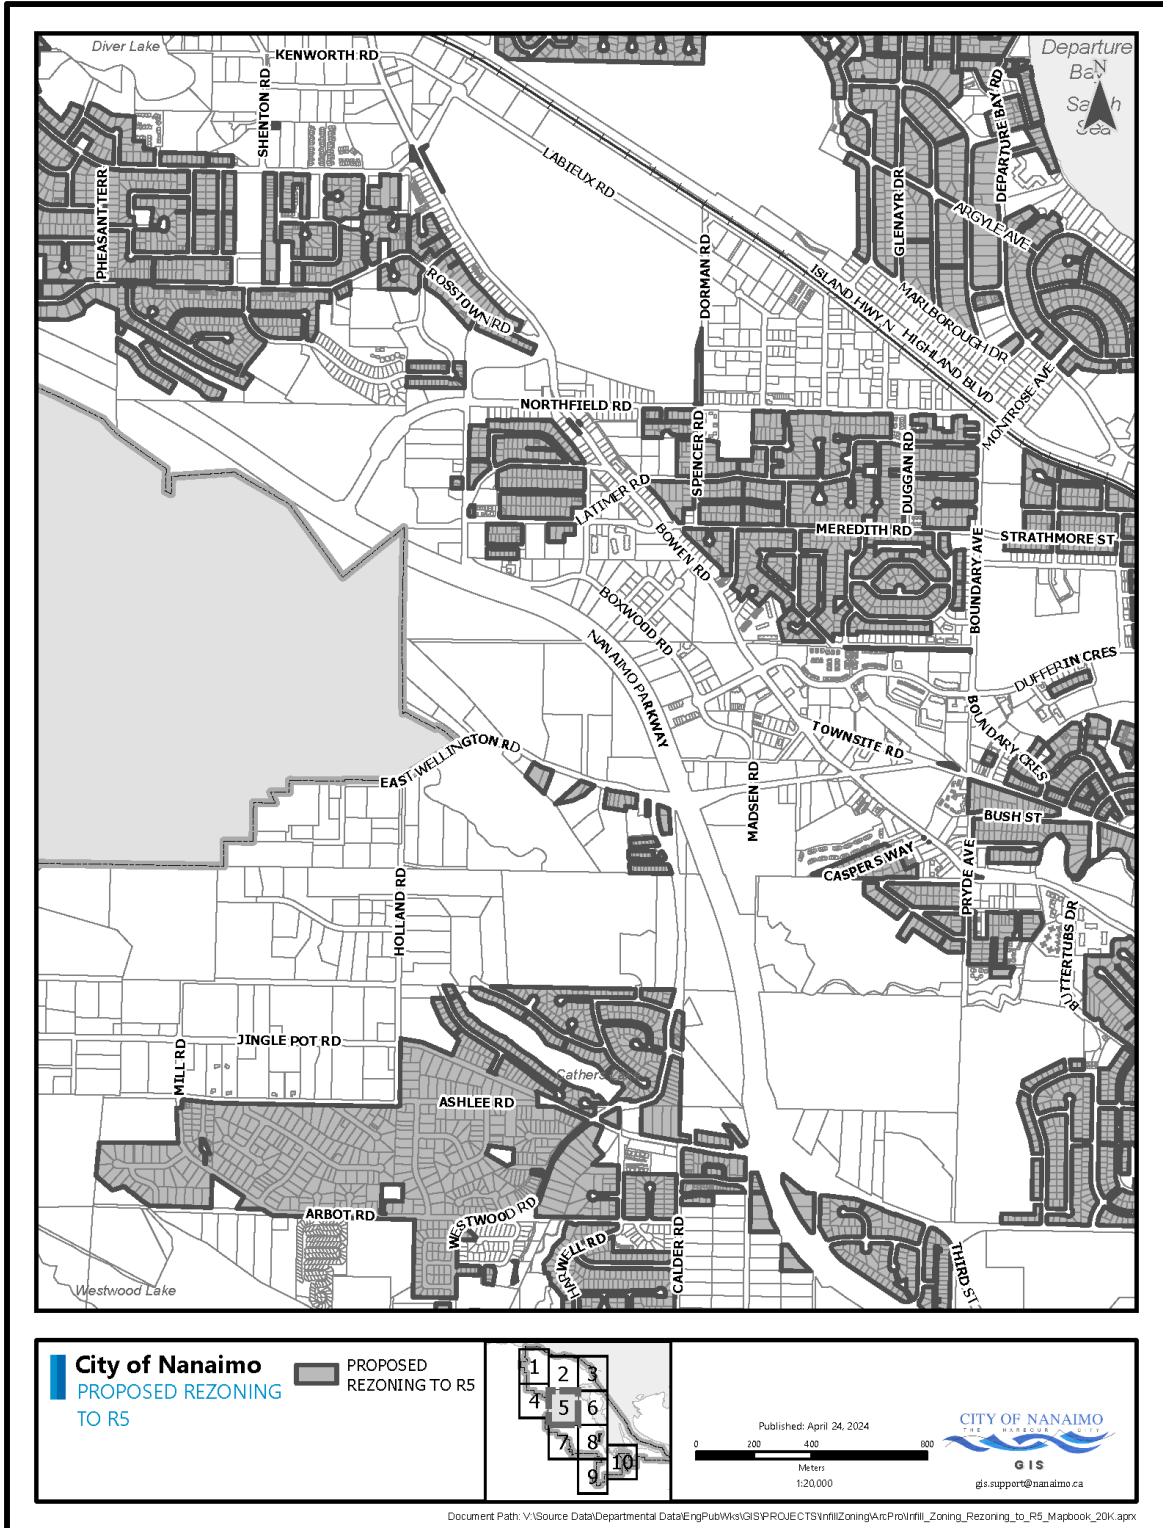 Diver Lake
KENWORTH RD
SHENTON RD
Departure
Bay
N
Salish
Sea
DEPARTURE BAY RD
LABIEUX RD
PHEASANT TERR
GLENAYR DR
ARGYLE AVE
DORMAN RD
ROSSTOWN RD
ISLAND HWY N
MARLBOROUGH DR
HIGHLAND BLVD
MONTROSE AVE
NORTHFIELD RD
SPENCER RD
DUGGAN RD
LATIMER RD
BOWEN RD
MEREDITH RD
STRATHMORE ST
BOUNDARY AVE
BOXWOOD RD
NANAIMO PARKWAY
DUFFERIN CRES
BOUNDARY CRES
TOWNSITE RD
EAST WELLINGTON RD
MADSEN RD
BUSH ST
CASPERS WAY
PRYDE AVE
HOLLAND RD
BUTTERTUBS DR
JINGLE POT RD
MILL RD
Cathers
ASHLEE RD
ARBOT RD
WESTWOOD RD
HAREWELL RD
CALDER RD
THIRD ST
Westwood Lake
City of Nanaimo
PROPOSED REZONING
TO R5
PROPOSED
REZONING TO R5
1
2
3
4
5
6
7
8
9
10
Published: April 24, 2024
0 200 400 800
Meters
1:20,000
CITY OF NANAIMO
THE HARBOUR CITY
GIS
gis.support@nanaimo.ca
Document Path: V:\Source Data\Departmental Data\EngPubWks\GIS\PROJECTS\InfillZoning\ArcPro\Infill_Zoning_Rezoning_to_R5_Mapbook_20K.aprx